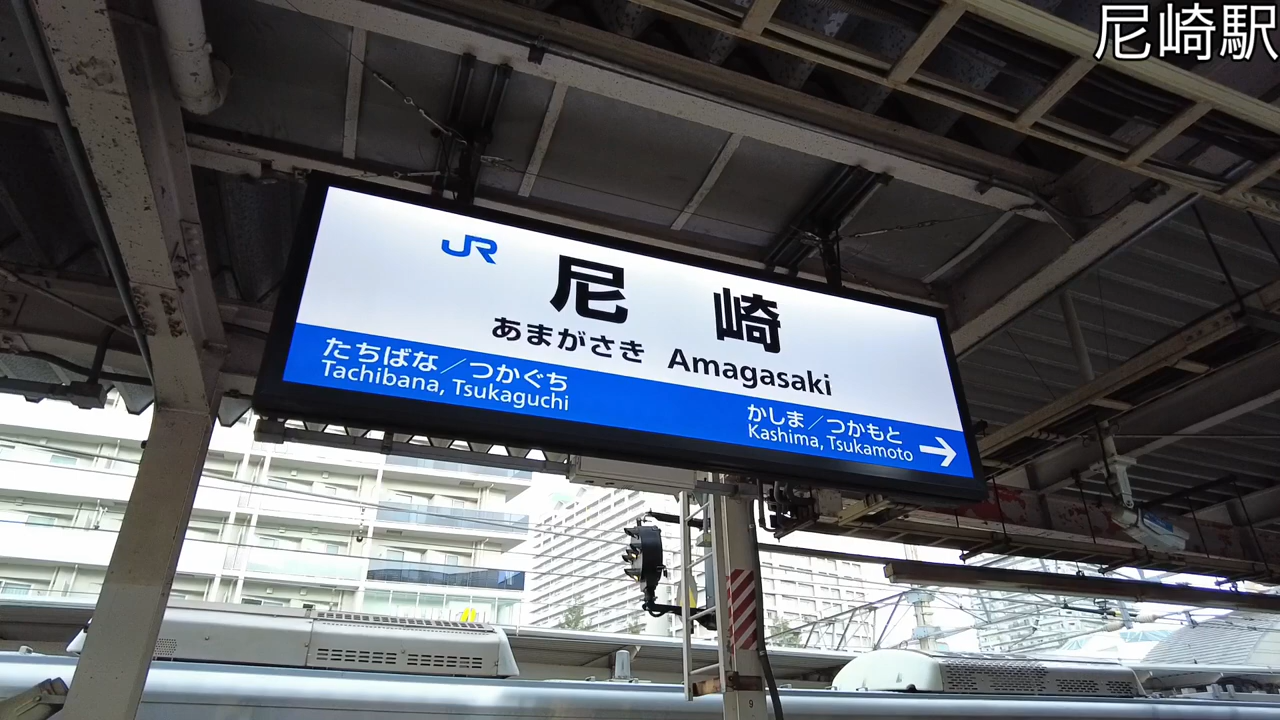 尼崎駅
JR
尼崎
あまがさき Amagasaki
たちばな／つかぐち
Tachibana, Tsukaguchi
かしま／つかもと
Kashima, Tsukamoto
9